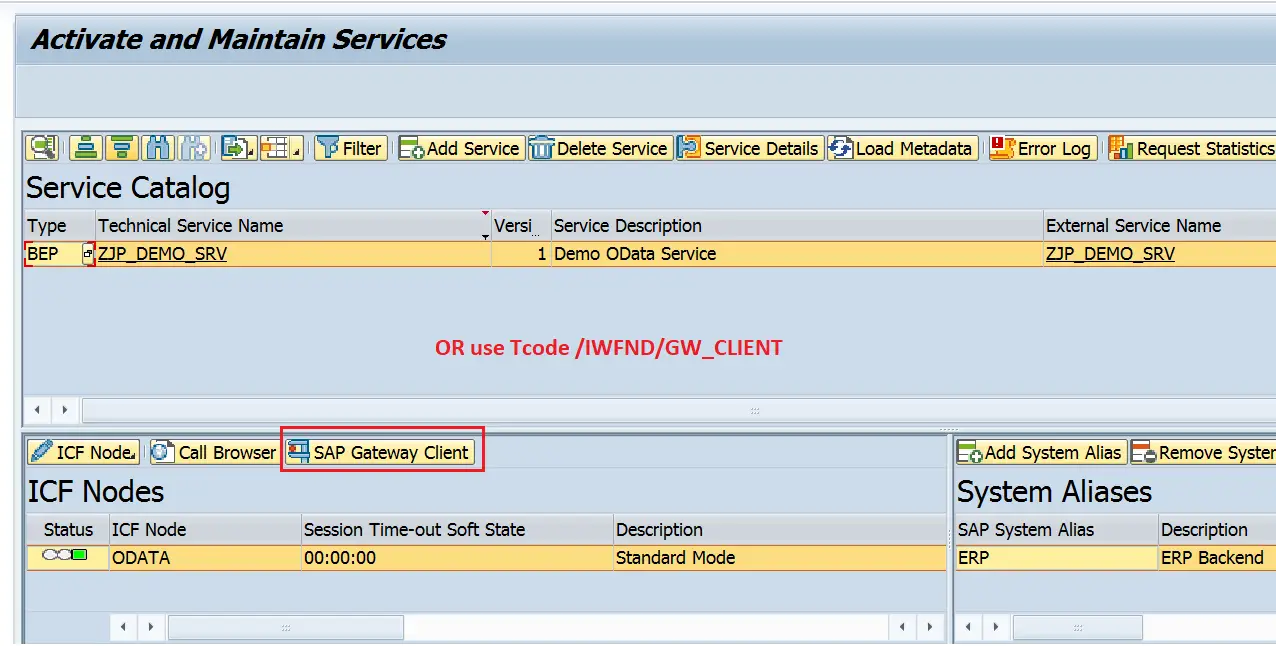 Activate and Maintain Services
Filter Add Service Delete Service Service Details Load Metadata Error Log Request Statistics
Service Catalog
Type Technical Service Name Versi... Service Description External Service Name
BEP ZJP_DEMO_SRV 1 Demo OData Service ZJP_DEMO_SRV
OR use Tcode /IWFND/GW_CLIENT
ICF Node Call Browser SAP Gateway Client Add System Alias Remove System
ICF Nodes System Aliases
Status ICF Node Session Time-out Soft State Description SAP System Alias Description
ODATA 00:00:00 Standard Mode ERP ERP Backend